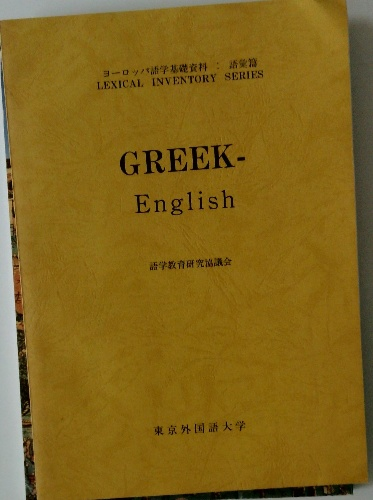 ヨーロッパ語学基礎資料 : 語彙篇
LEXICAL INVENTORY SERIES
GREEK-
English
語学教育研究協議会
東京外国語大学